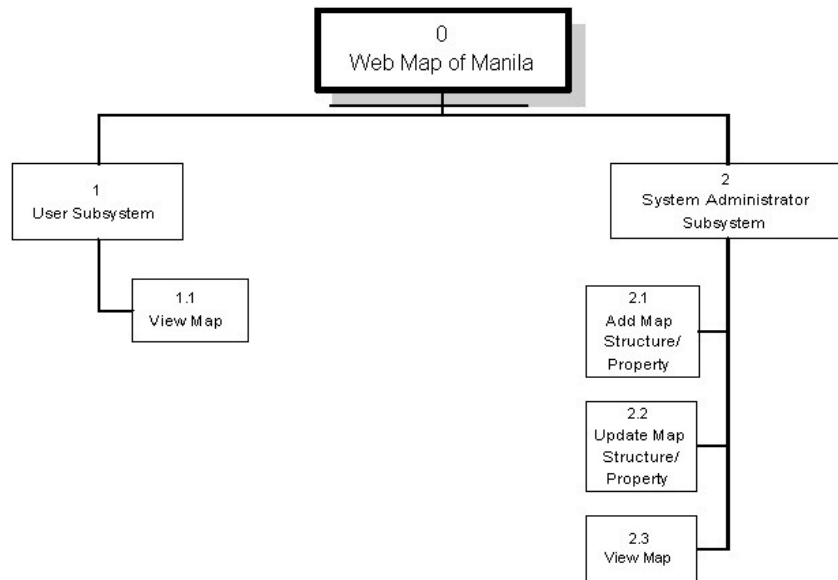 0
Web Map of Manila
1
User Subsystem
2
System Administrator
Subsystem
1.1
View Map
2.1
Add Map
Structure/
Property
2.2
Update Map
Structure/
Property
2.3
View Map